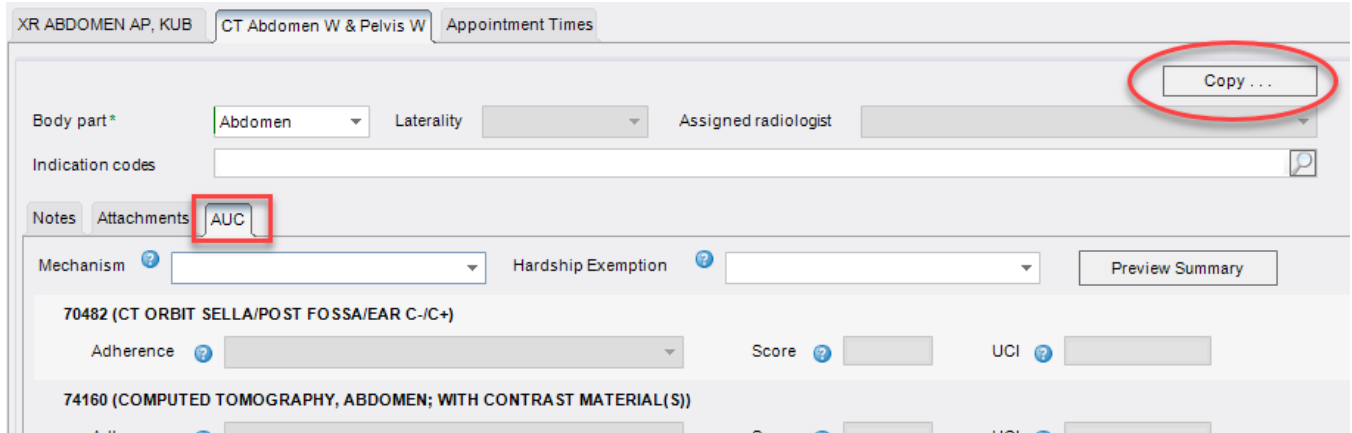 XR ABDOMEN AP, KUB CT Abdomen W & Pelvis W Appointment Times
Copy . . .
Body part* Abdomen Laterality Assigned radiologist
Indication codes
Notes Attachments AUC
Mechanism ? Hardship Exemption ? Preview Summary
70482 (CT ORBIT SELLA/POST FOSSA/EAR C-/C+)
Adherence ? Score ? UCI ?
74160 (COMPUTED TOMOGRAPHY, ABDOMEN; WITH CONTRAST MATERIAL(S))